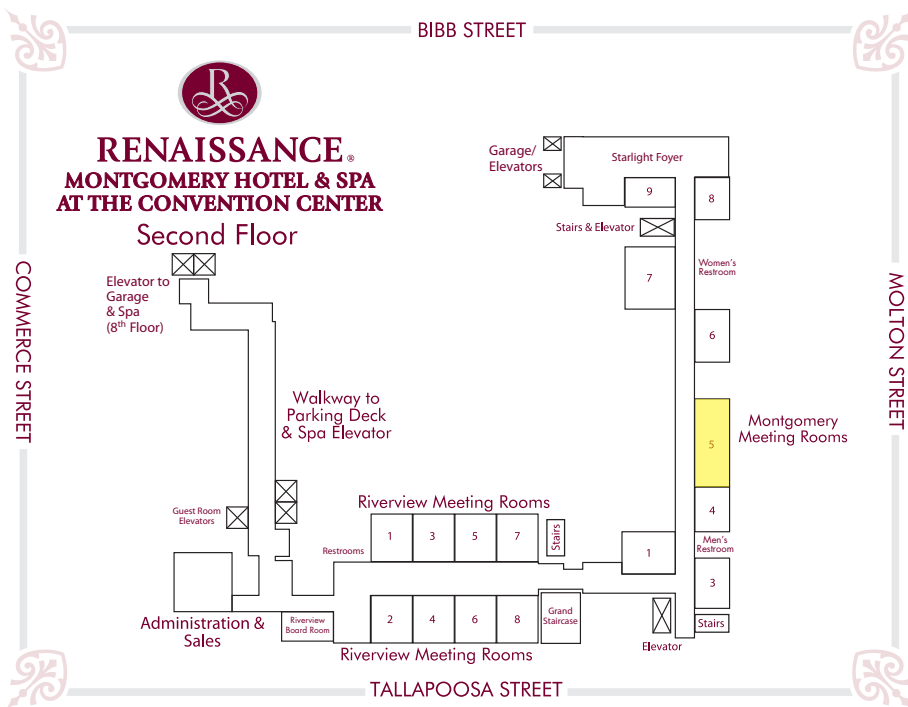 BIBB STREET
R
RENAISSANCE®
MONTGOMERY HOTEL & SPA
AT THE CONVENTION CENTER
Second Floor
Garage/
Elevators
Starlight Foyer
9
8
Stairs & Elevator
Women's
Restroom
7
Elevator to
Garage
& Spa
(8th Floor)
COMMERCE STREET
MOLTON STREET
6
Walkway to
Parking Deck
& Spa Elevator
Montgomery
Meeting Rooms
5
4
Guest Room
Elevators
Riverview Meeting Rooms
1
3
5
7
Stairs
Restrooms
1
Men's
Restroom
3
Administration &
Sales
Riverview
Board Room
2
4
6
8
Grand
Staircase
Stairs
Elevator
Riverview Meeting Rooms
TALLAPOOSA STREET